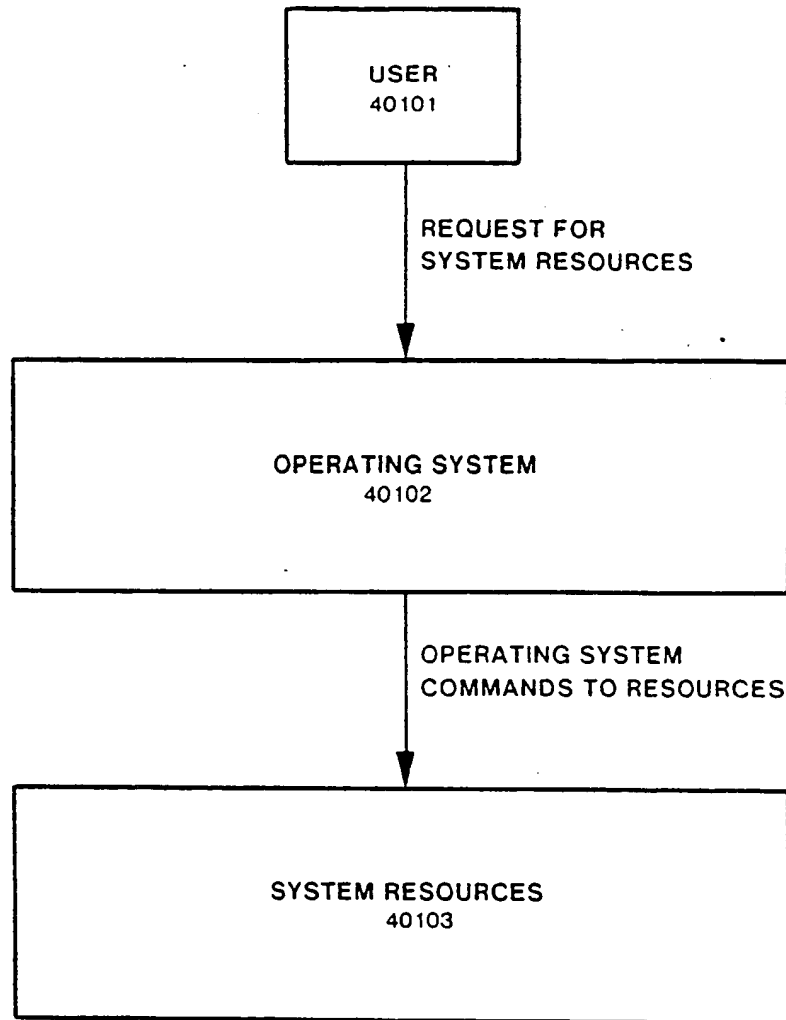 USER
40101
REQUEST FOR
SYSTEM RESOURCES
OPERATING SYSTEM
40102
OPERATING SYSTEM
COMMANDS TO RESOURCES
SYSTEM RESOURCES
40103